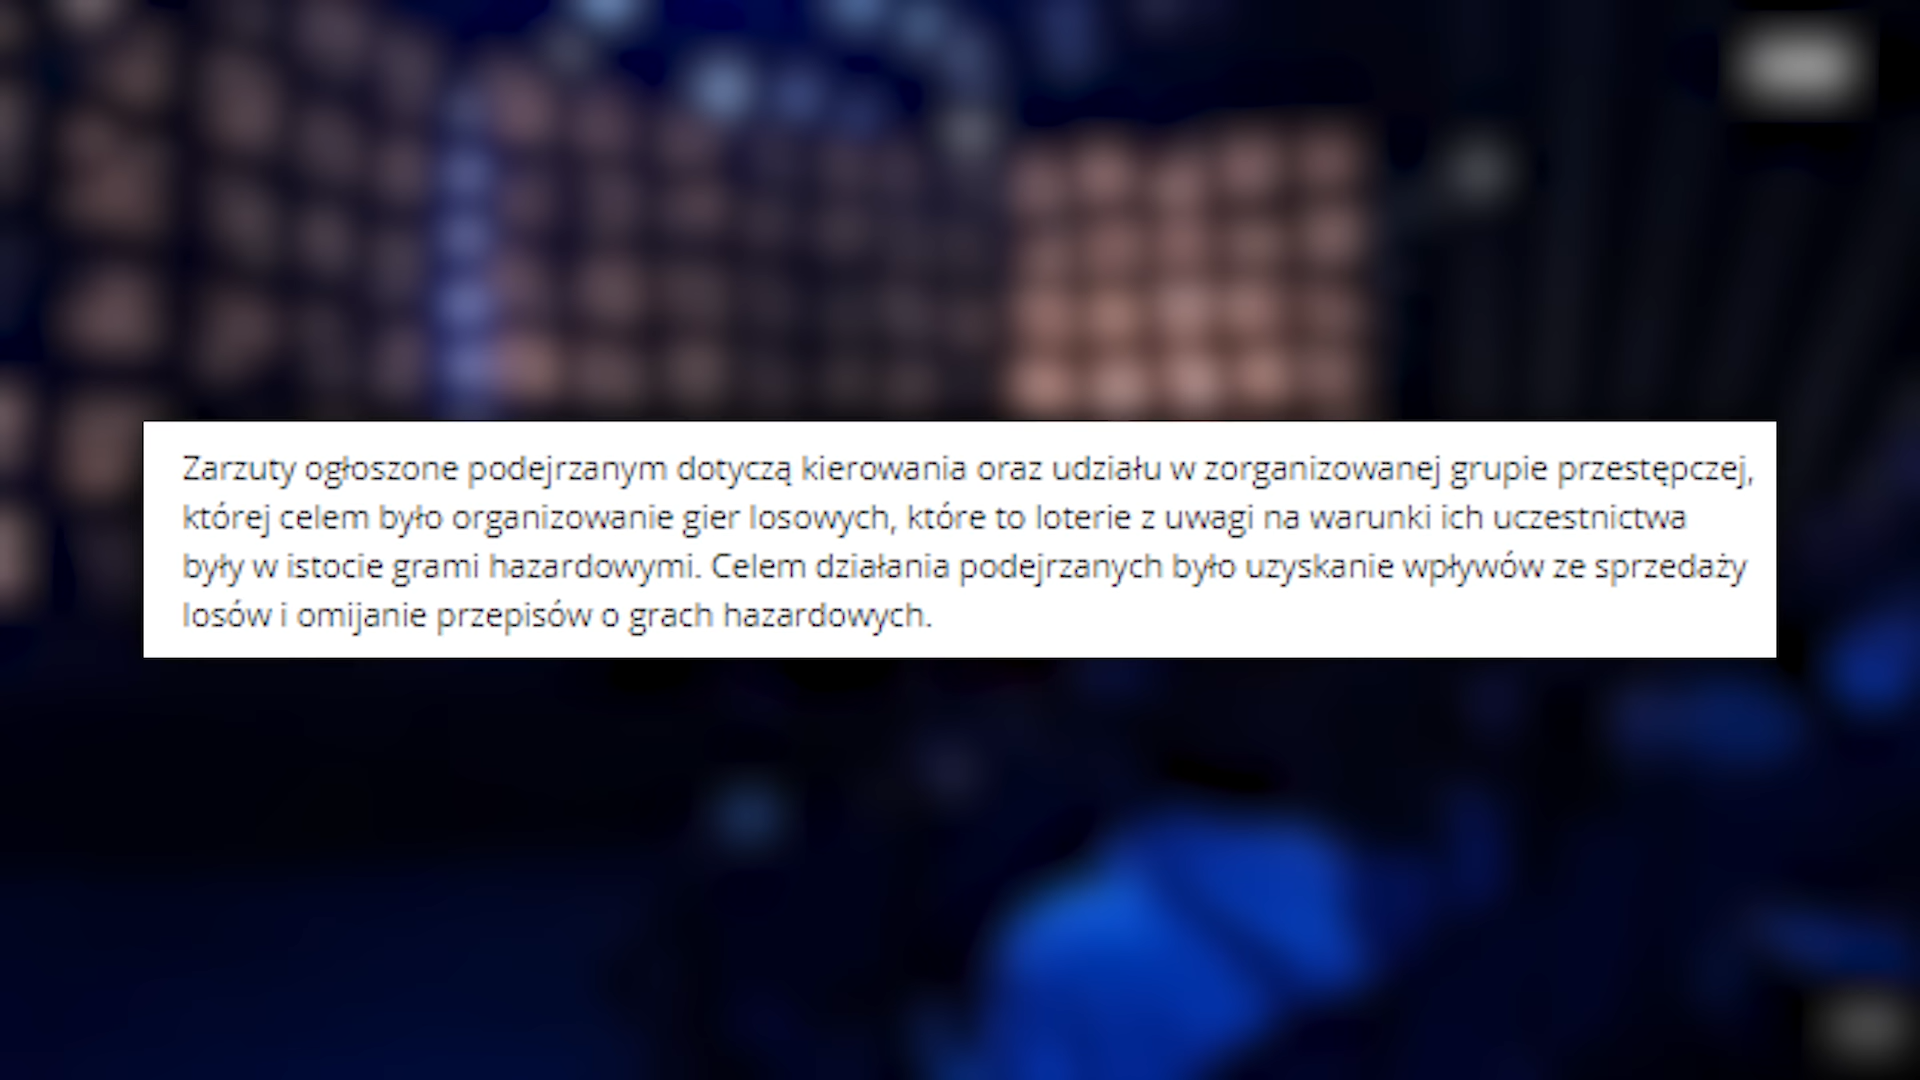 Zarzuty ogłoszone podejrzanym dotyczą kierowania oraz udziału w zorganizowanej grupie przestępczej,
której celem było organizowanie gier losowych, które to loterie z uwagi na warunki ich uczestnictwa
były w istocie grami hazardowymi. Celem działania podejrzanych było uzyskanie wpływów ze sprzedaży
losów i omijanie przepisów o grach hazardowych.